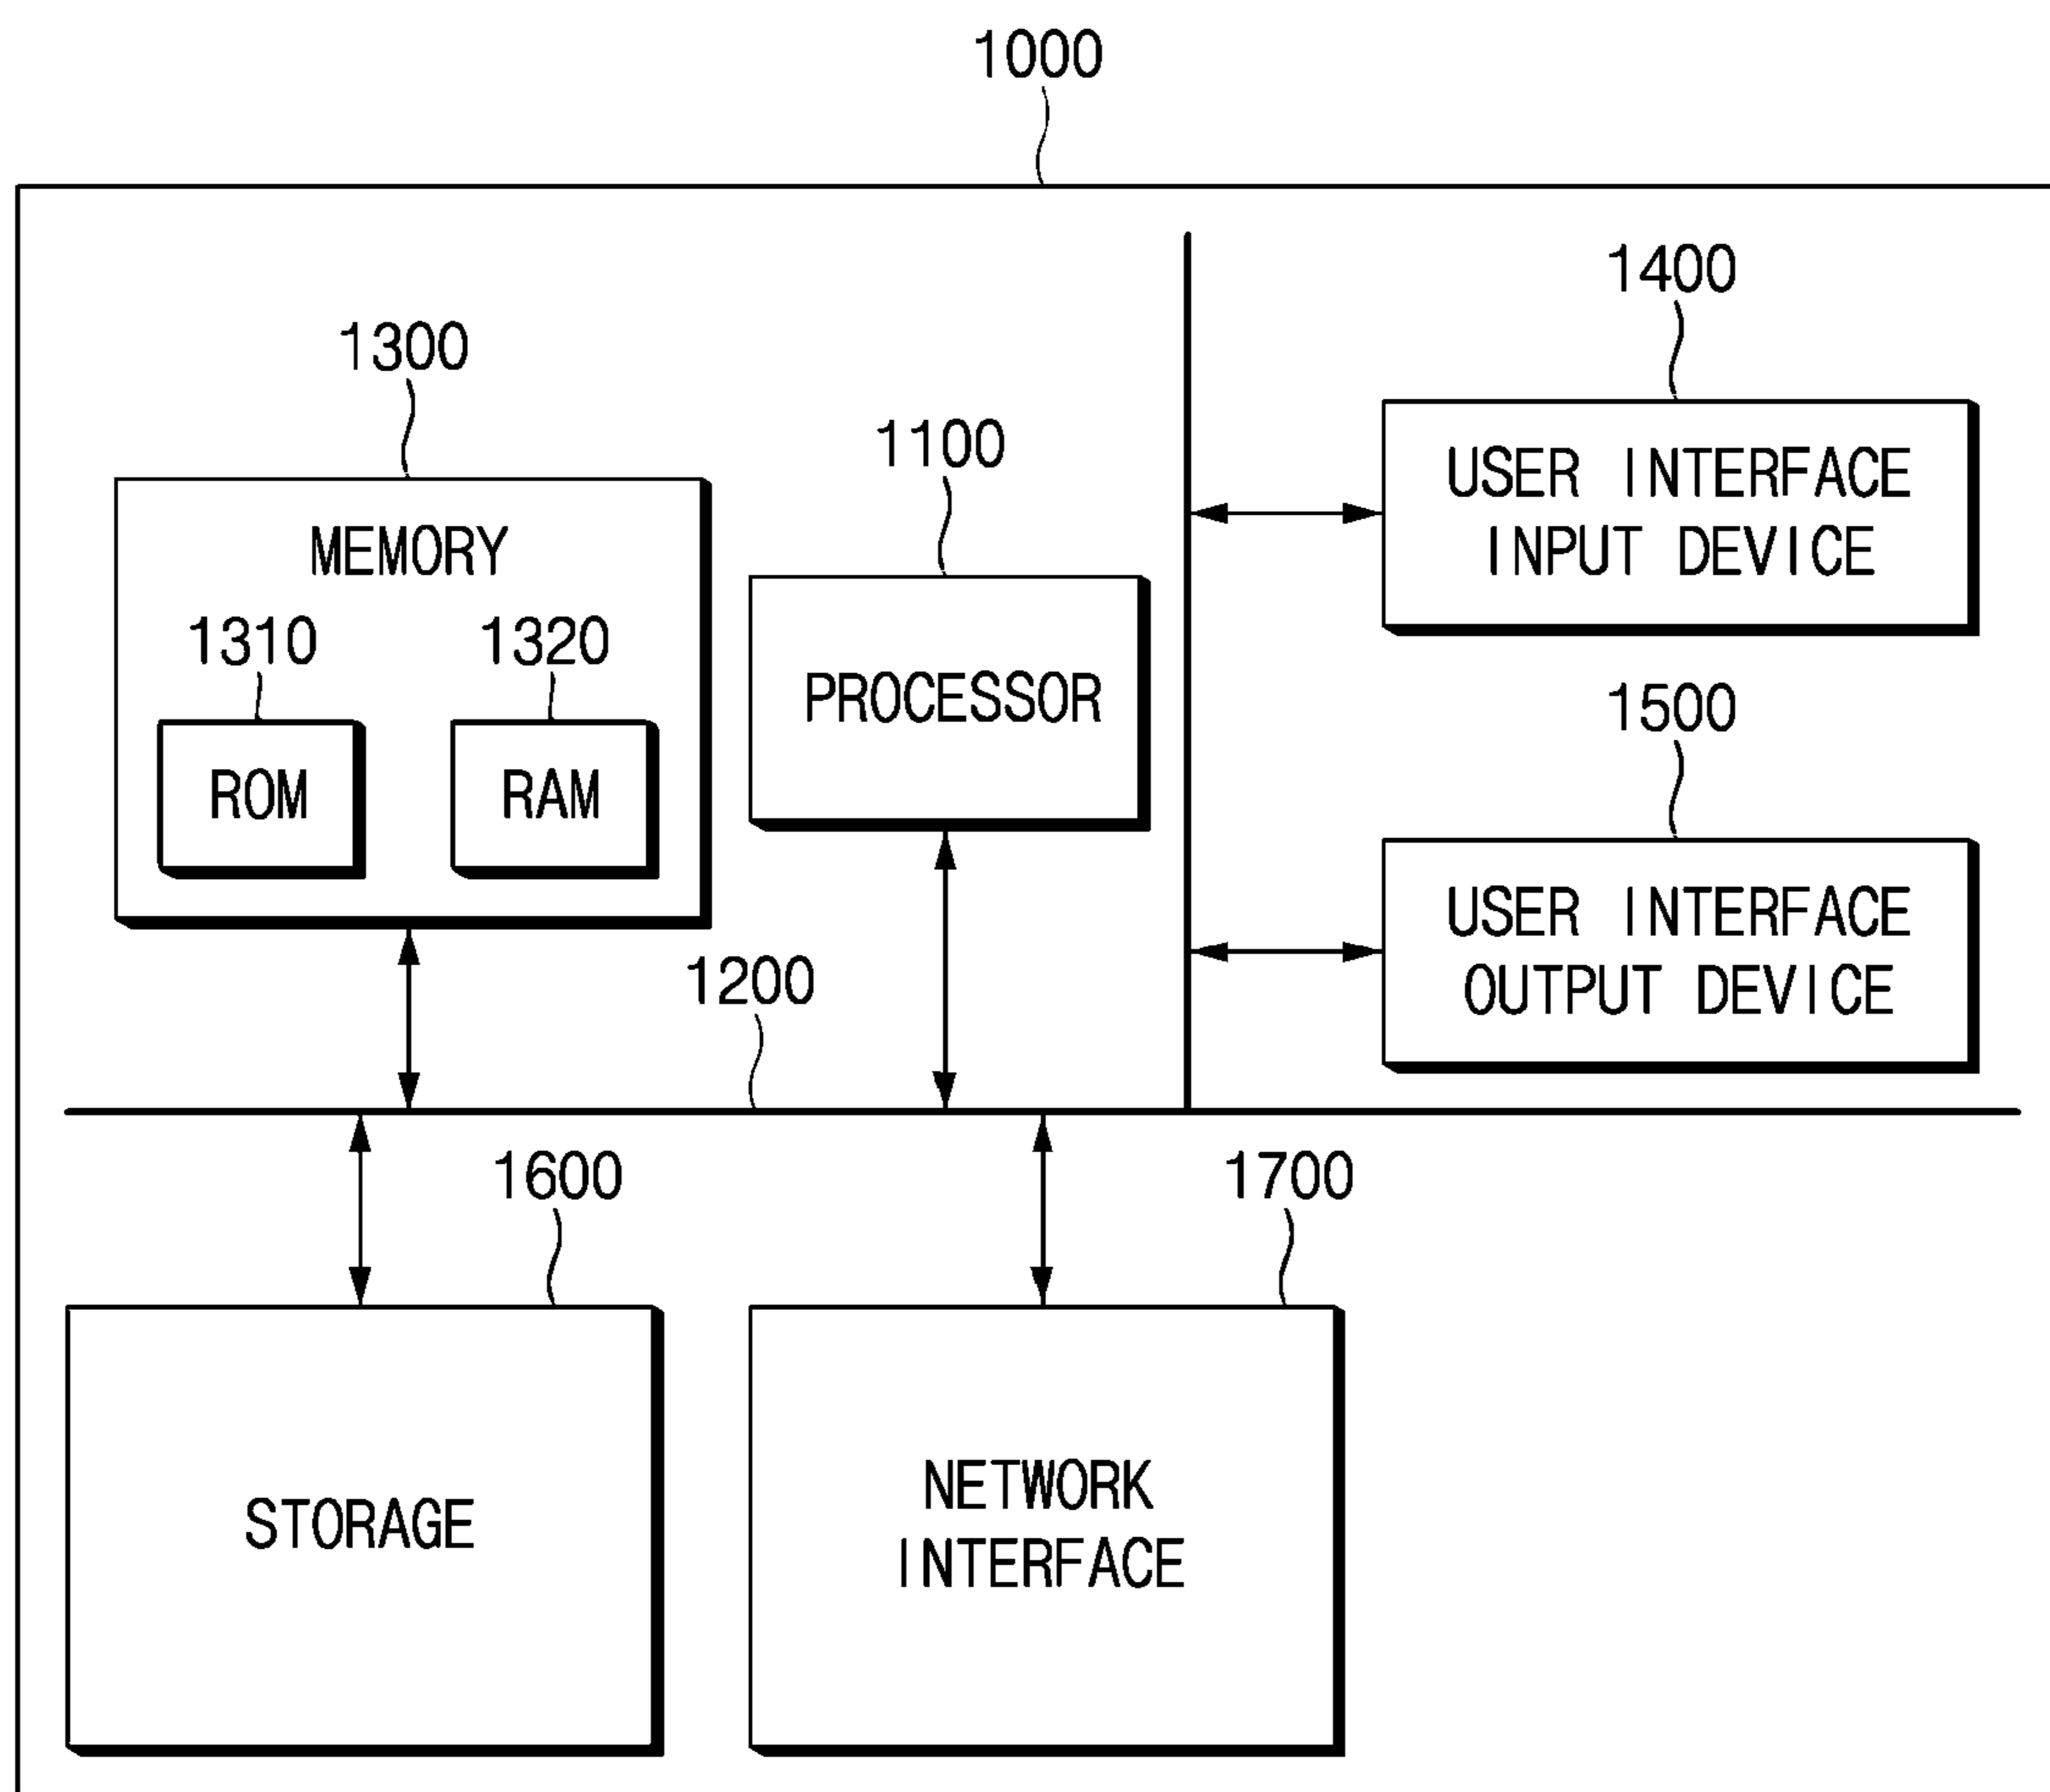 1000
1300
MEMORY
1310
ROM
1320
RAM
1100
PROCESSOR
1400
USER INTERFACE
INPUT DEVICE
1500
USER INTERFACE
OUTPUT DEVICE
1200
1600
STORAGE
1700
NETWORK
INTERFACE